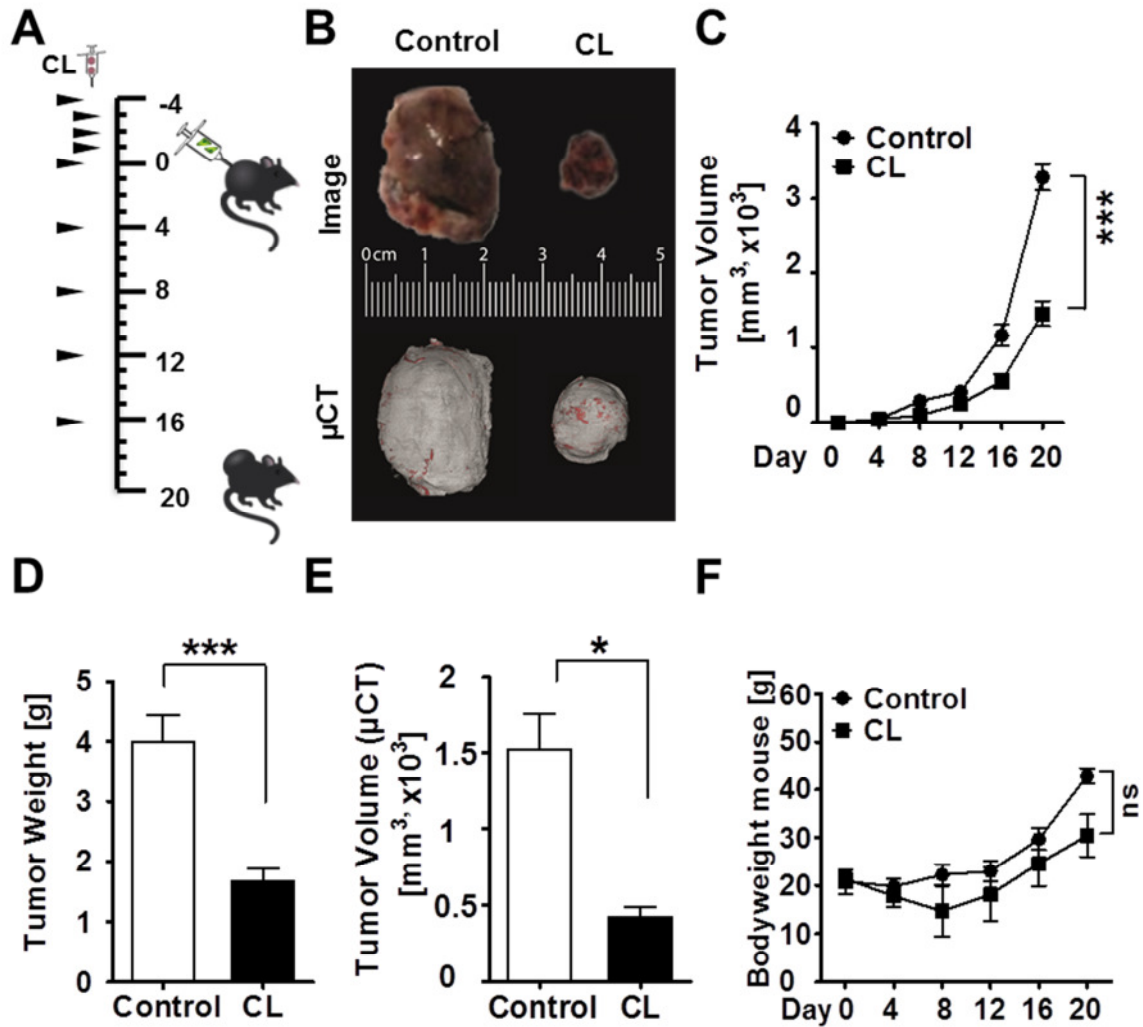 A
CL
-4
0
4
8
12
16
20
B
Control CL
Image
0cm 1 2 3 4 5
µCT
C
Tumor Volume
[mm³, x10³]
4
3
2
1
0
Control
CL
***
Day 0 4 8 12 16 20
D
Tumor Weight [g]
5
4
3
2
1
0
***
Control CL
E
Tumor Volume (µCT)
[mm³, x10³]
2
1.5
1
0.5
0
*
Control CL
F
Bodyweight mouse [g]
60
50
40
30
20
10
0
Control
CL
ns
Day 0 4 8 12 16 20